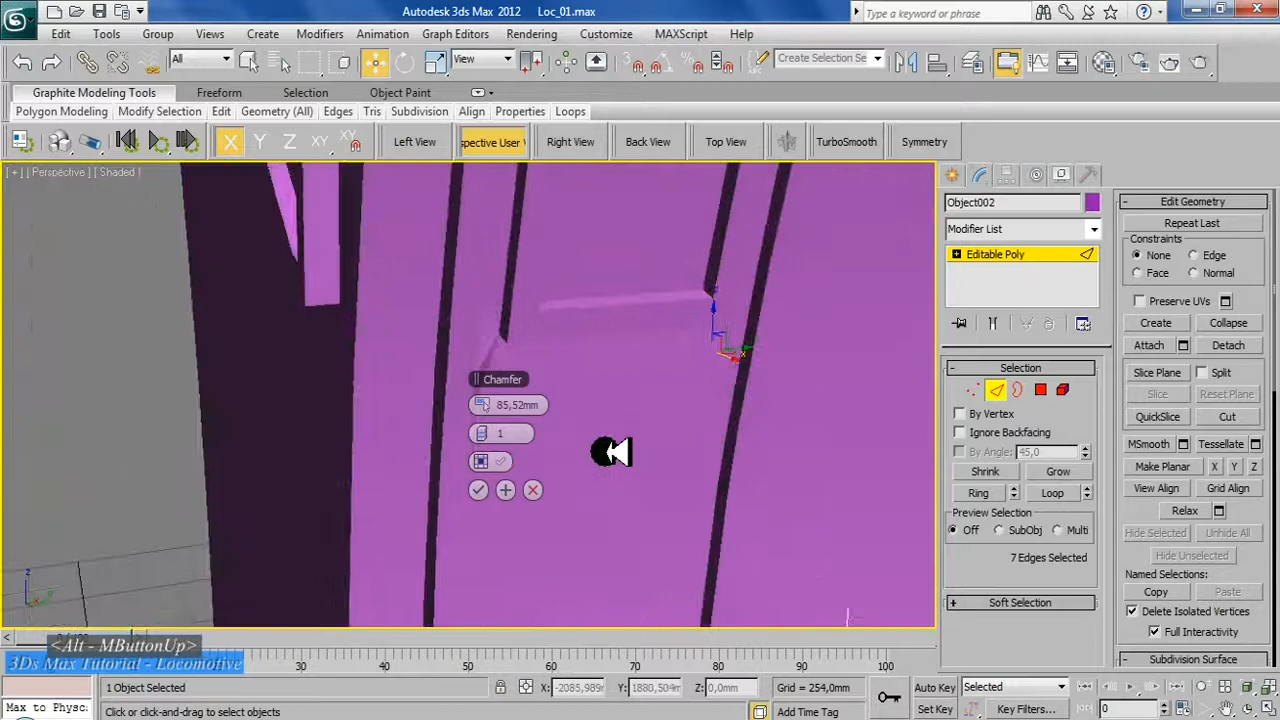 Autodesk 3ds Max 2012 Loc_01.max
Type a keyword or phrase
Edit Tools Group Views Create Modifiers Animation Graph Editors Rendering Customize MAXScript Help
All View Create Selection Se
Graphite Modeling Tools Freeform Selection Object Paint
Polygon Modeling Modify Selection Edit Geometry (All) Edges Tris Subdivision Align Properties Loops
X Y Z XY XY Left View spective User V Right View Back View Top View TurboSmooth Symmetry
[ + ] [ Perspective ] [ Shaded ]
Object002
Modifier List
Editable Poly
Selection
By Vertex
Ignore Backfacing
By Angle: 45,0
Shrink Grow
Ring Loop
Preview Selection
Off SubObj Multi
7 Edges Selected
Soft Selection
Edit Geometry
Repeat Last
Constraints
None Edge
Face Normal
Preserve UVs
Create Collapse
Attach Detach
Slice Plane Split
Slice Reset Plane
QuickSlice Cut
MSmooth Tessellate
Make Planar X Y Z
View Align Grid Align
Relax
Hide Selected Unhide All
Hide Unselected
Named Selections:
Copy Paste
Delete Isolated Vertices
Full Interactivity
Subdivision Surface
Chamfer
85,52mm
1
x
z
<Alt - MButtonUp>
3Ds Max Tutorial - Locomotive
30 40 50 60 70 80 90 100
1 Object Selected X: -2085,989m Y: 1880,504m Z: 0,0mm Grid = 254,0mm Auto Key Selected
Max to Physc Click or click-and-drag to select objects Add Time Tag Set Key Key Filters... 0